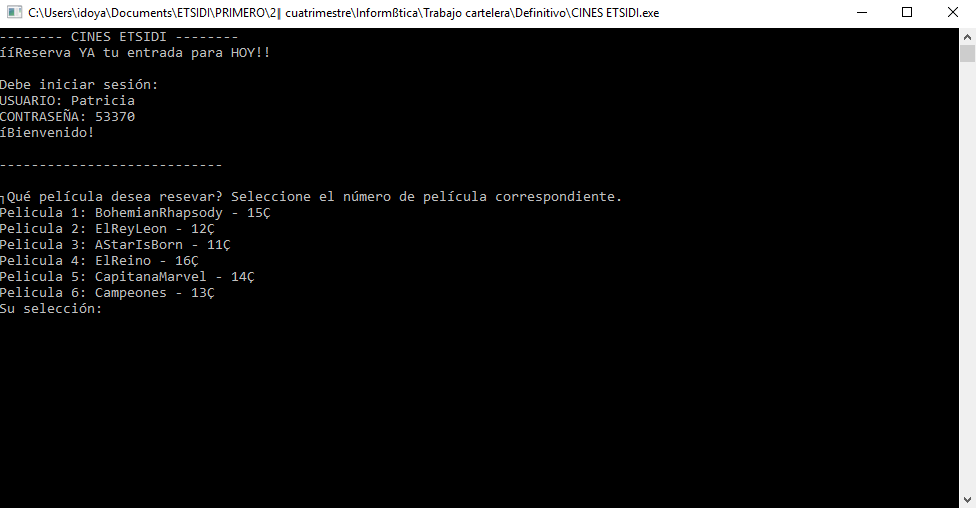 C:\Users\idoya\Documents\ETSIDI\PRIMERO\2║ cuatrimestre\Informßtica\Trabajo cartelera\Definitivo\CINES ETSIDI.exe
-------- CINES ETSIDI --------
ííReserva YA tu entrada para HOY!!
Debe iniciar sesión:
USUARIO: Patricia
CONTRASEÑA: 53370
íBienvenido!
----------------------------
┐Qué película desea resevar? Seleccione el número de película correspondiente.
Pelicula 1: BohemianRhapsody - 15Ç
Pelicula 2: ElReyLeon - 12Ç
Pelicula 3: AStarIsBorn - 11Ç
Pelicula 4: ElReino - 16Ç
Pelicula 5: CapitanaMarvel - 14Ç
Pelicula 6: Campeones - 13Ç
Su selección: